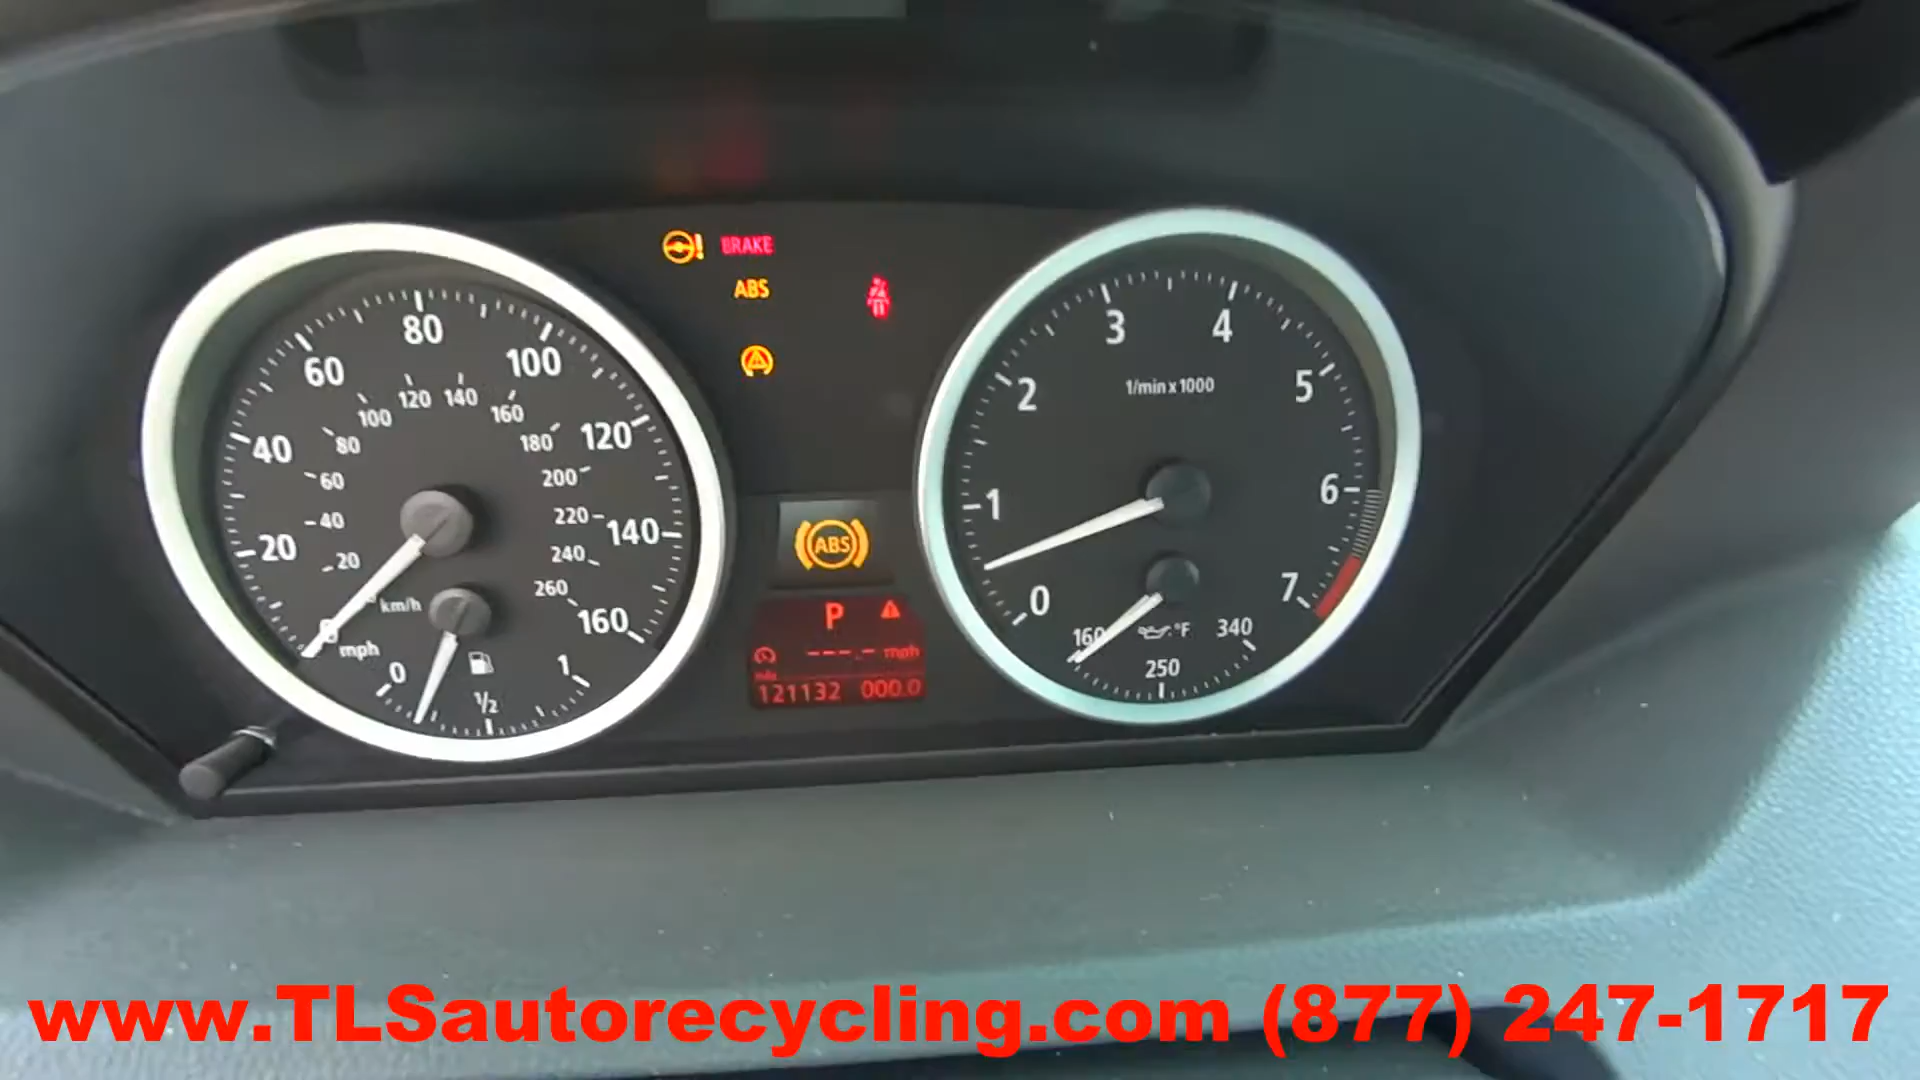 BRAKE
ABS
20 40 60 80 100 120 140 160
20 40 60 80 100 120 140 160 180 200 220 240 260
km/h
mph
0 1/2 1
ABS
P
---.- mph
mls
121132 000.0
0 1 2 3 4 5 6 7
1/min x 1000
160 250 340
°F
www.TLSautorecycling.com (877) 247-1717